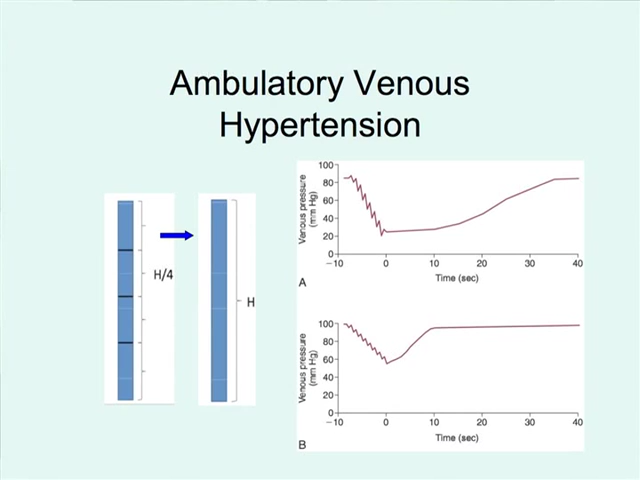 Ambulatory Venous
Hypertension
H/4
H
Venous pressure
(mm Hg)
100
80
60
40
20
0
−10
0
10
20
30
40
Time (sec)
A
Venous pressure
(mm Hg)
100
80
60
40
20
0
−10
0
10
20
30
40
Time (sec)
B